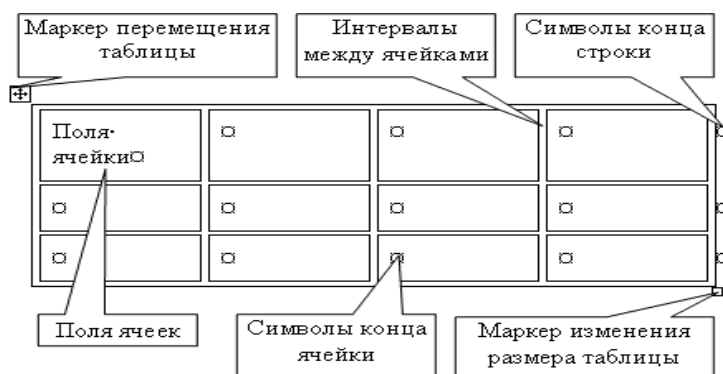 Маркер перемещения
таблицы
Интервалы
между ячейками
Символы конца
строки
Поля·
ячейки¤
¤ ¤ ¤ ¤
¤ ¤ ¤ ¤ ¤
¤ ¤ ¤ ¤ ¤
Поля ячеек
Символы конца
ячейки
Маркер изменения
размера таблицы